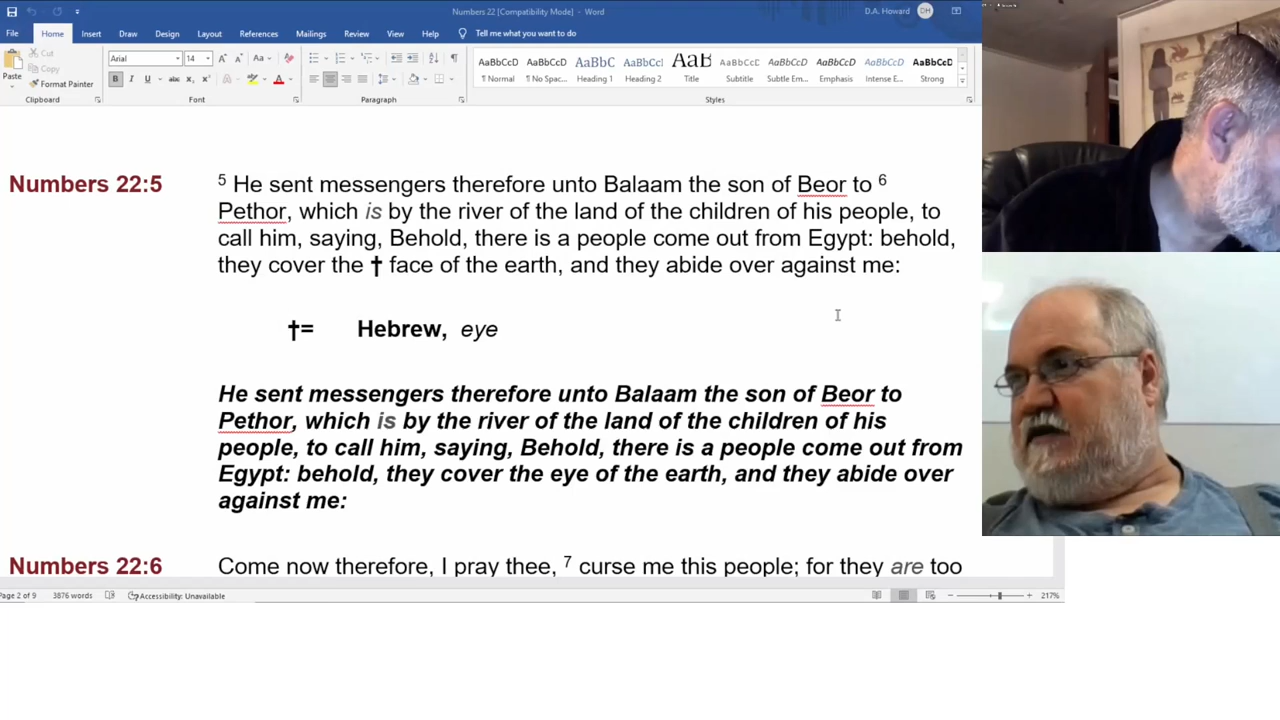 Numbers 22 [Compatibility Mode] - Word
D.A. Howard
DH
File Home Insert Draw Design Layout References Mailings Review View Help Tell me what you want to do
Cut
Copy
Format Painter
Paste
Arial 14
Aa
B I U
AaBbCcD AaBbCcD AaBbC AaBbCc AaB AaBbCcD AaBbCcD AaBbCcD AaBbCcD AaBbCcD
¶ Normal ¶ No Spac... Heading 1 Heading 2 Title Subtitle Subtle Em... Emphasis Intense E... Strong
Clipboard Font Paragraph Styles
Numbers 22:5
5 He sent messengers therefore unto Balaam the son of Beor to 6
Pethor, which is by the river of the land of the children of his people, to
call him, saying, Behold, there is a people come out from Egypt: behold,
they cover the † face of the earth, and they abide over against me:
†= Hebrew, eye
He sent messengers therefore unto Balaam the son of Beor to
Pethor, which is by the river of the land of the children of his
people, to call him, saying, Behold, there is a people come out from
Egypt: behold, they cover the eye of the earth, and they abide over
against me:
Numbers 22:6
Come now therefore, I pray thee, 7 curse me this people; for they are too
Page 2 of 9 3876 words Accessibility: Unavailable 217%